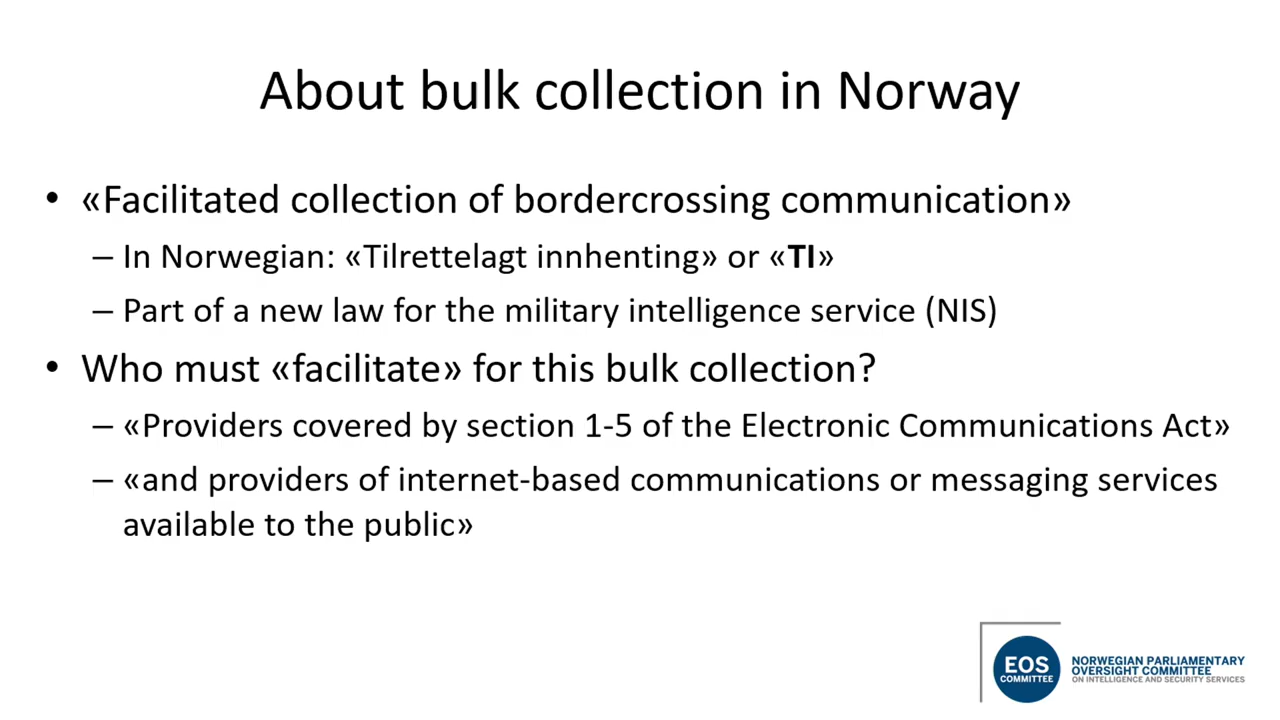 About bulk collection in Norway
• «Facilitated collection of bordercrossing communication»
– In Norwegian: «Tilrettelagt innhenting» or «TI»
– Part of a new law for the military intelligence service (NIS)
• Who must «facilitate» for this bulk collection?
– «Providers covered by section 1-5 of the Electronic Communications Act»
– «and providers of internet-based communications or messaging services
available to the public»
EOS
COMMITTEE
NORWEGIAN PARLIAMENTARY
OVERSIGHT COMMITTEE
ON INTELLIGENCE AND SECURITY SERVICES